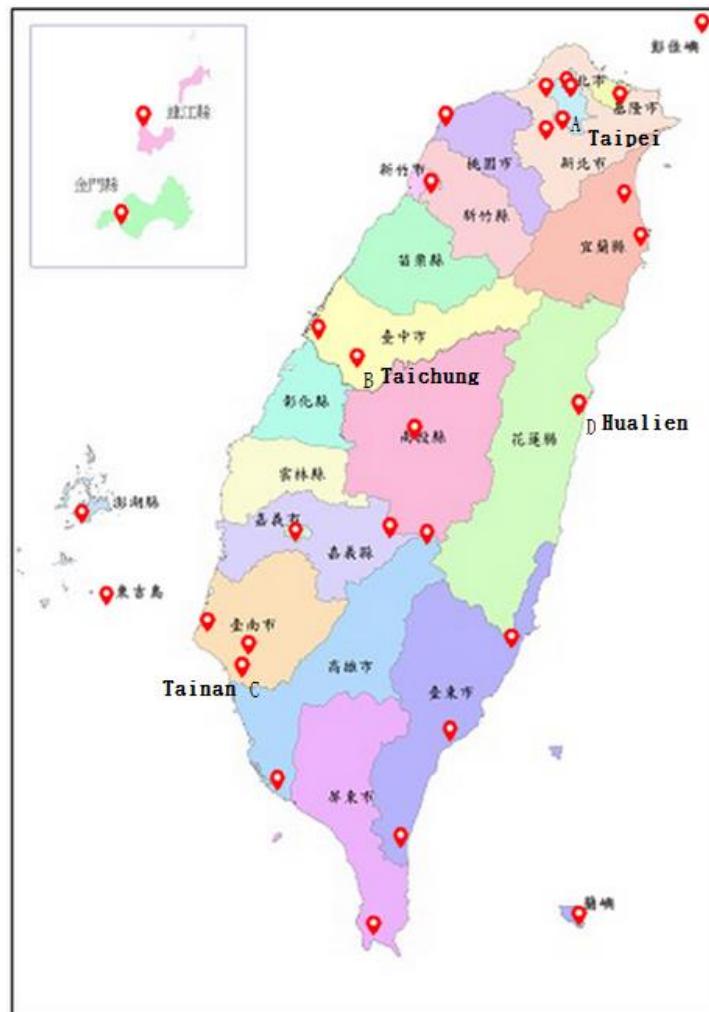 彭佳嶼
連江縣
金門縣
北市
基隆市
A Taipei
新北市
桃園市
新竹市
新竹縣
宜蘭縣
苗栗縣
臺中市
B Taichung
彰化縣
南投縣
花蓮縣
D Hualien
雲林縣
澎湖縣
嘉義市
嘉義縣
東吉島
臺南市
高雄市
Tainan C
臺東市
屏東市
蘭嶼